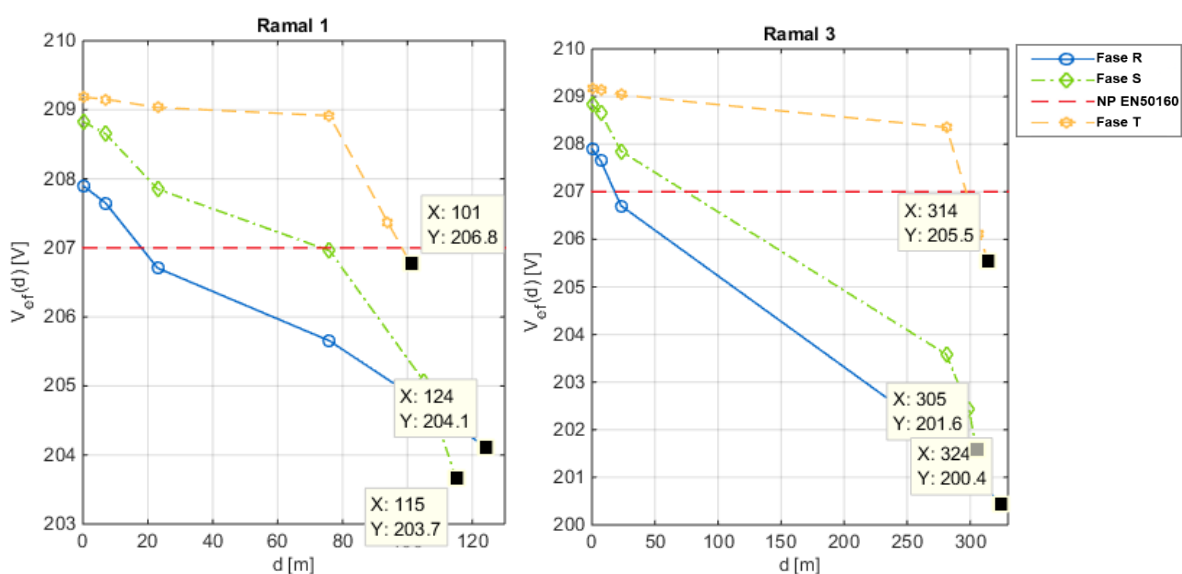 Ramal 1
210
209
208
207
206
205
204
203
V_ef(d) [V]
0
20
40
60
80
120
d [m]
X: 101
Y: 206.8
X: 124
Y: 204.1
X: 115
Y: 203.7
Ramal 3
210
209
208
207
206
205
204
203
202
201
200
V_ef(d) [V]
0
50
100
150
200
250
300
d [m]
X: 314
Y: 205.5
X: 305
Y: 201.6
X: 324
Y: 200.4
Fase R
Fase S
NP EN50160
Fase T